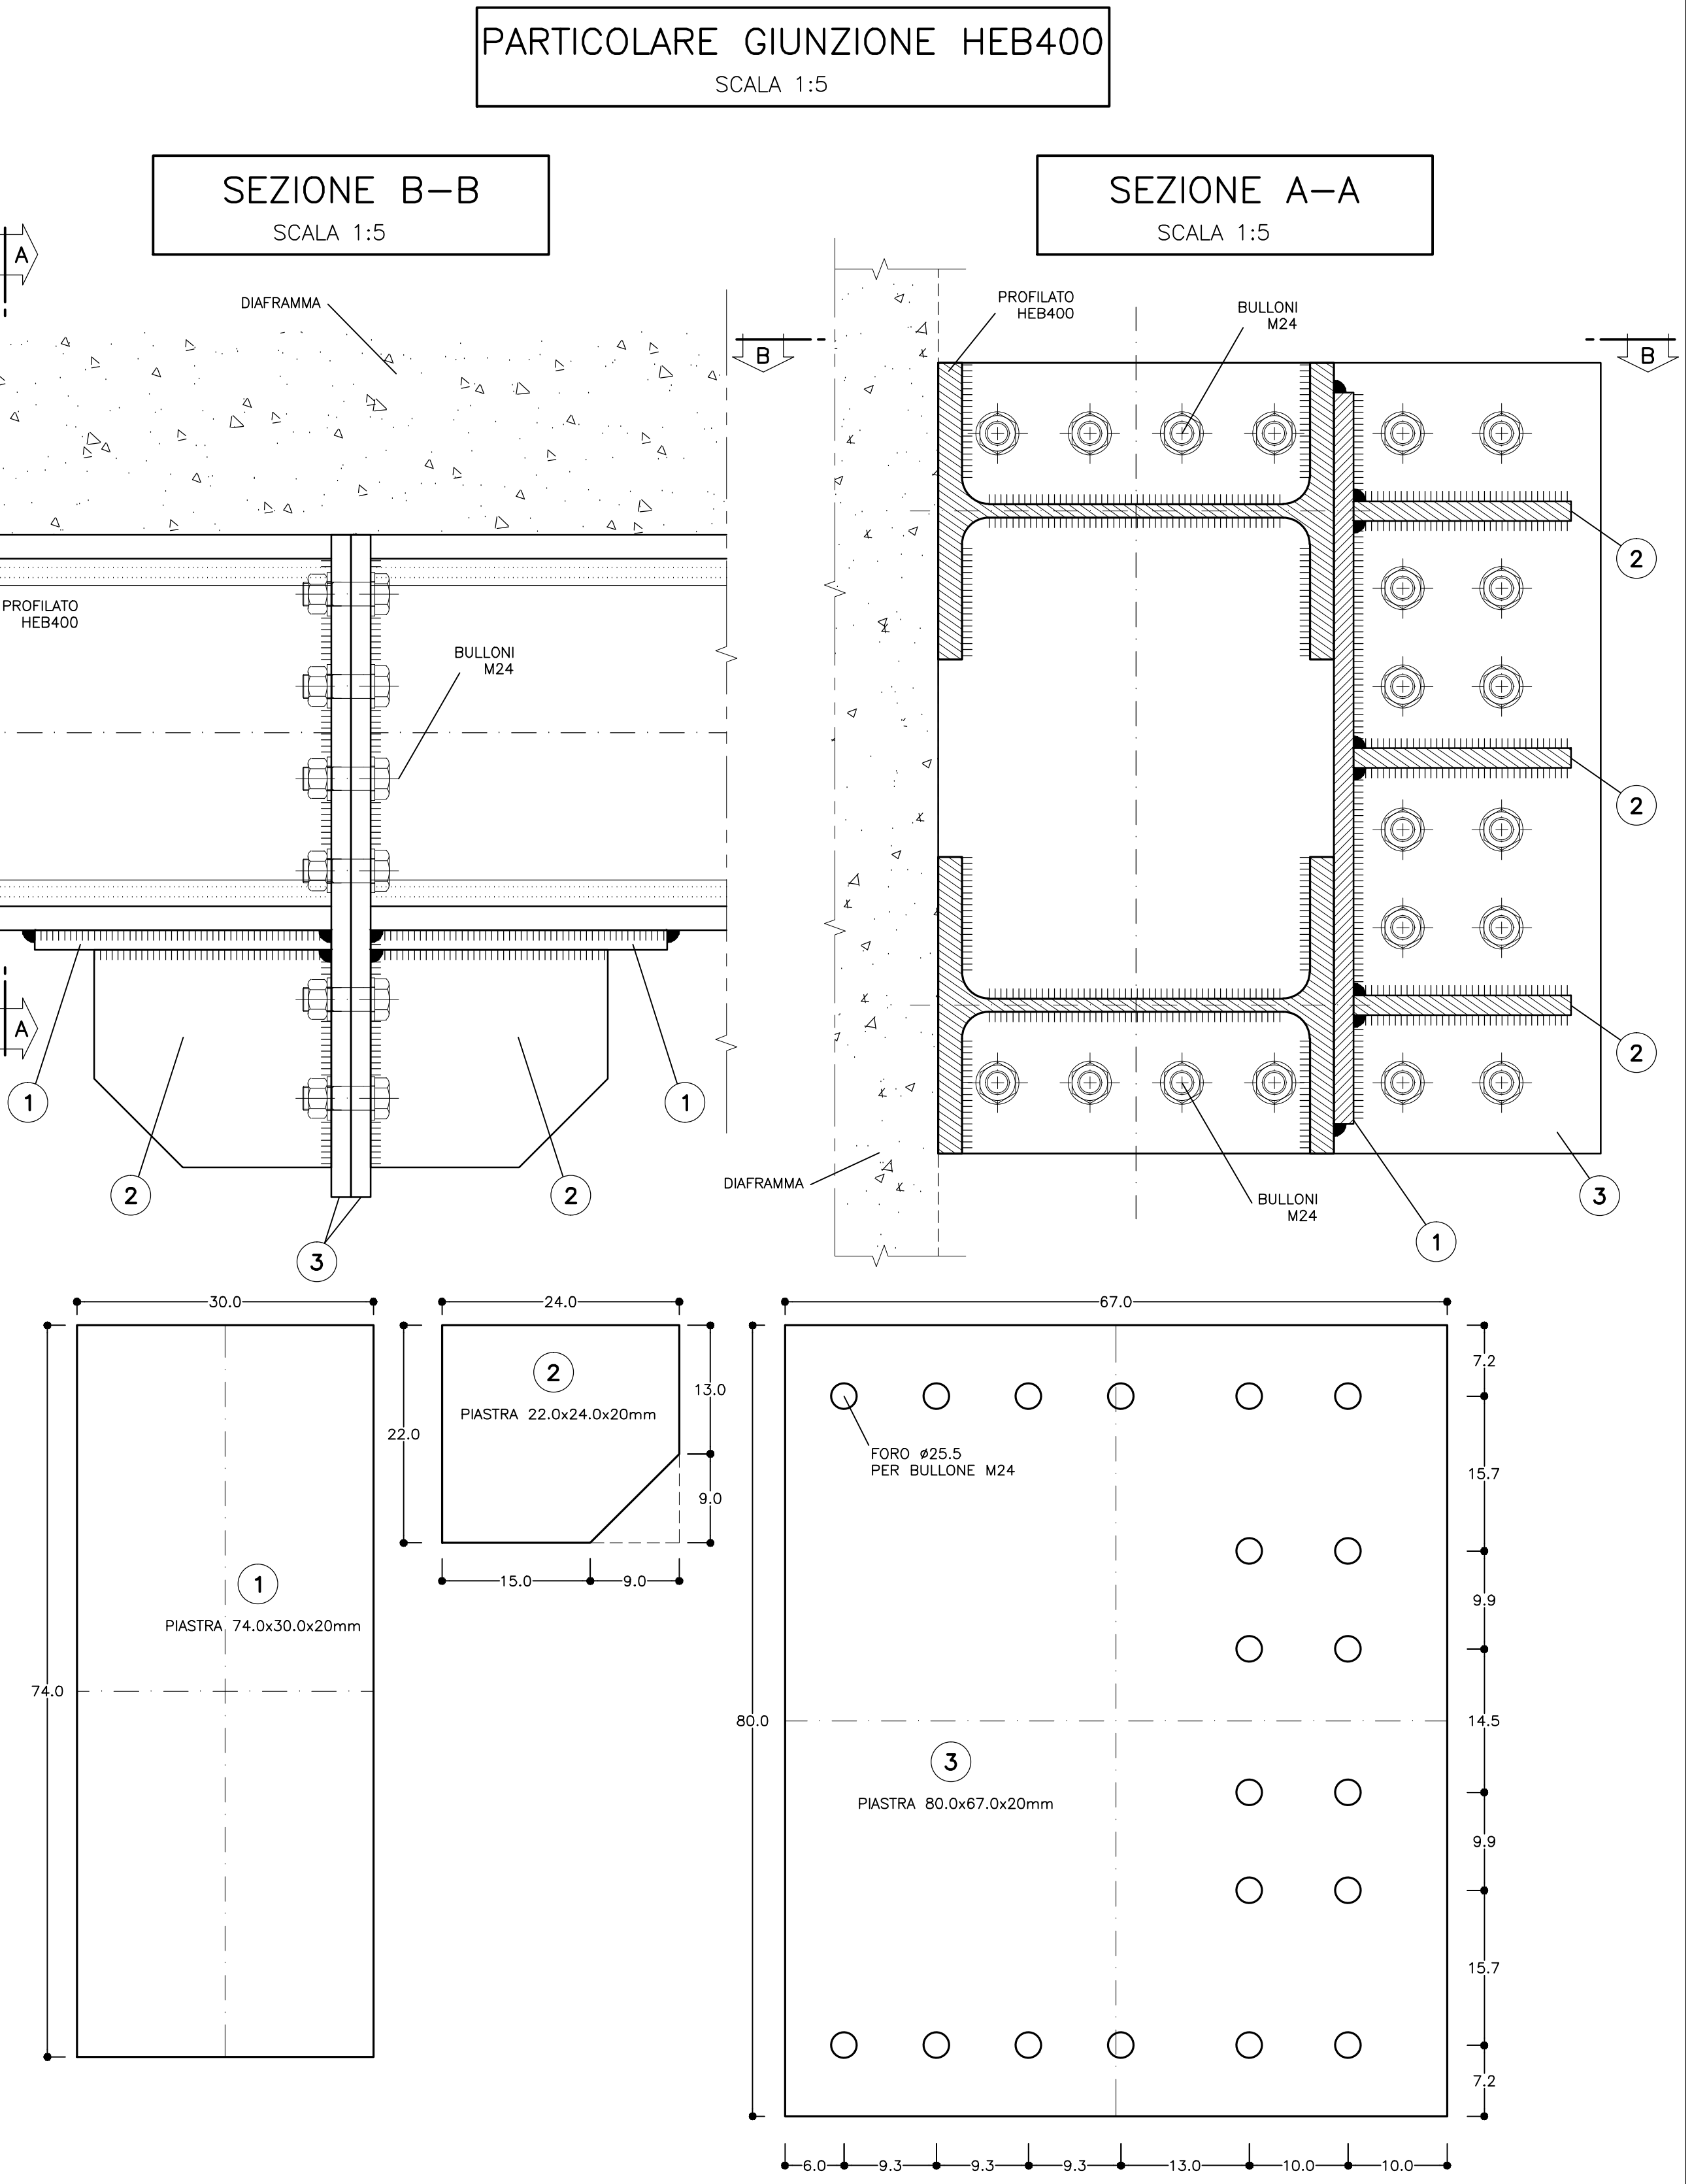 PARTICOLARE GIUNZIONE HEB400
SCALA 1:5
SEZIONE B-B
SCALA 1:5
SEZIONE A-A
SCALA 1:5
A
DIAFRAMMA
PROFILATO
HEB400
BULLONI
M24
B
B
2
PROFILATO
HEB400
BULLONI
M24
2
A
2
1
1
2
2
3
DIAFRAMMA
BULLONI
M24
3
1
30.0
24.0
67.0
7.2
2
13.0
PIASTRA 22.0x24.0x20mm
22.0
FORO ø25.5
PER BULLONE M24
15.7
9.0
15.0
9.0
1
9.9
PIASTRA 74.0x30.0x20mm
74.0
80.0
14.5
3
PIASTRA 80.0x67.0x20mm
9.9
15.7
7.2
6.0
9.3
9.3
9.3
13.0
10.0
10.0